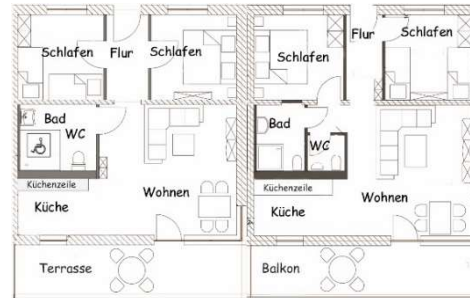 Schlafen Flur Schlafen
Bad
WC
Küchenzeile
Küche
Wohnen
Terrasse
Schlafen Flur Schlafen
Bad
WC
Küchenzeile
Küche
Wohnen
Balkon